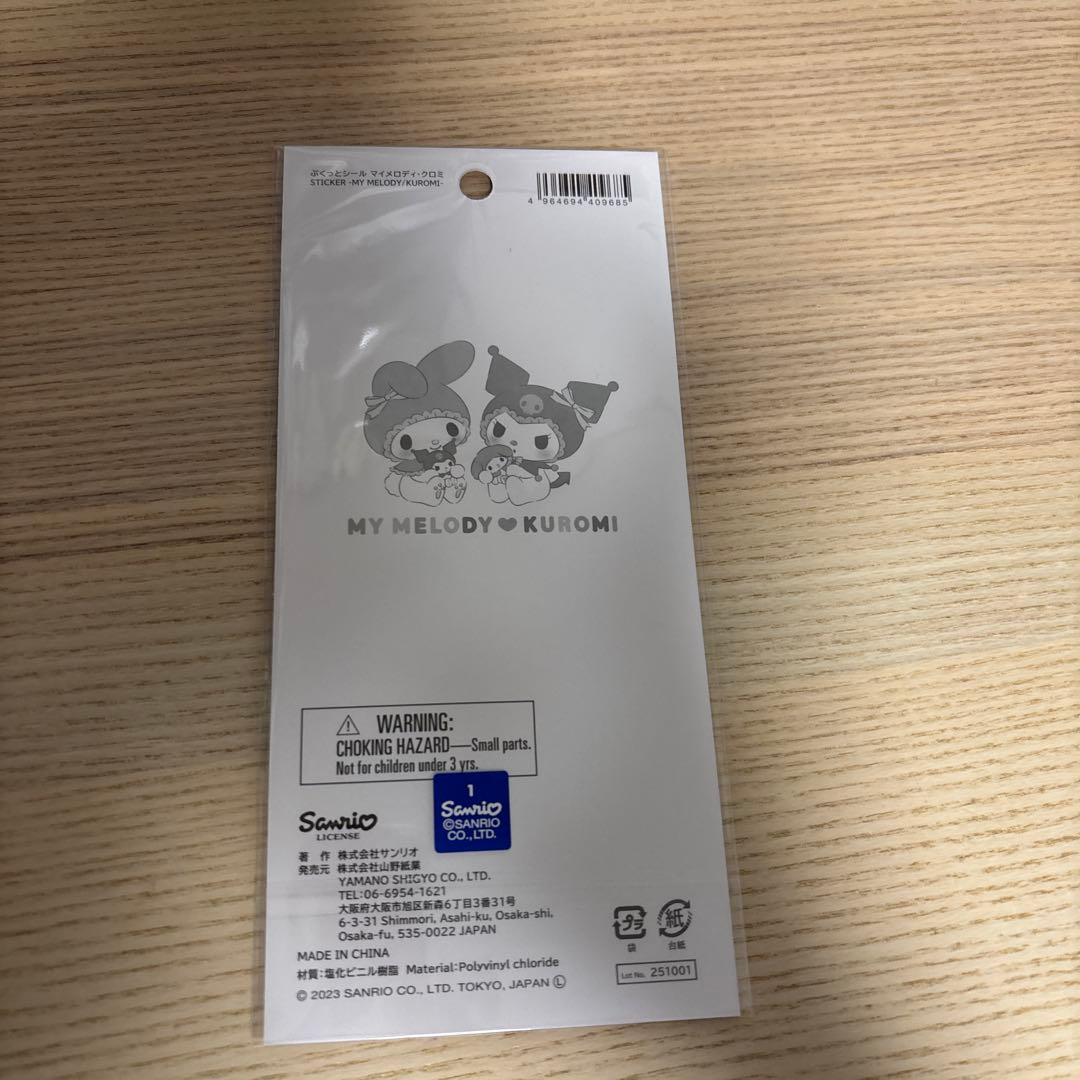 ぷくっとシール マイメロディ・クロミ
STICKER -MY MELODY/KUROMI-
4 964694 409685
MY MELODY♥KUROMI
⚠ WARNING:
CHOKING HAZARD—Small parts.
Not for children under 3 yrs.
1
Sanrio
©SANRIO
CO., LTD.
Sanrio
LICENSE
著 作 株式会社サンリオ
発売元 株式会社山野紙業
YAMANO SHIGYO CO., LTD.
TEL:06-6954-1621
大阪府大阪市旭区新森6丁目3番31号
6-3-31 Shimmori, Asahi-ku, Osaka-shi,
Osaka-fu, 535-0022 JAPAN
プラ
袋
紙
台紙
MADE IN CHINA
材質:塩化ビニル樹脂 Material:Polyvinyl chloride
Lot No. 251001
© 2023 SANRIO CO., LTD. TOKYO, JAPAN Ⓛ